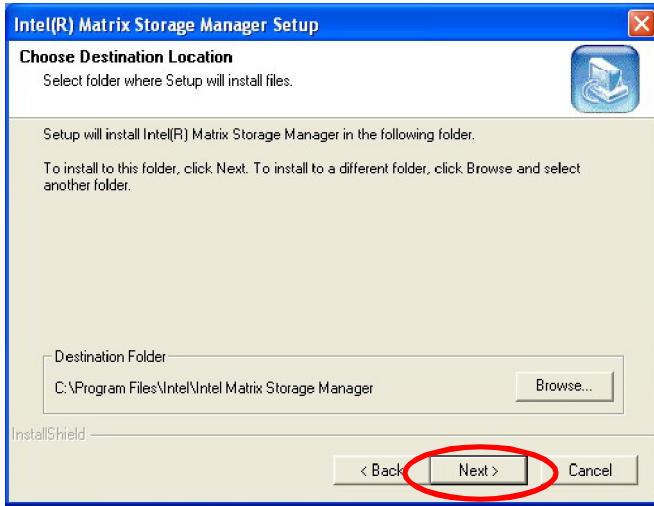 Intel(R) Matrix Storage Manager Setup
Choose Destination Location
Select folder where Setup will install files.
Setup will install Intel(R) Matrix Storage Manager in the following folder.
To install to this folder, click Next. To install to a different folder, click Browse and select
another folder.
Destination Folder
C:\Program Files\Intel\Intel Matrix Storage Manager
Browse...
InstallShield
< Back
Next >
Cancel